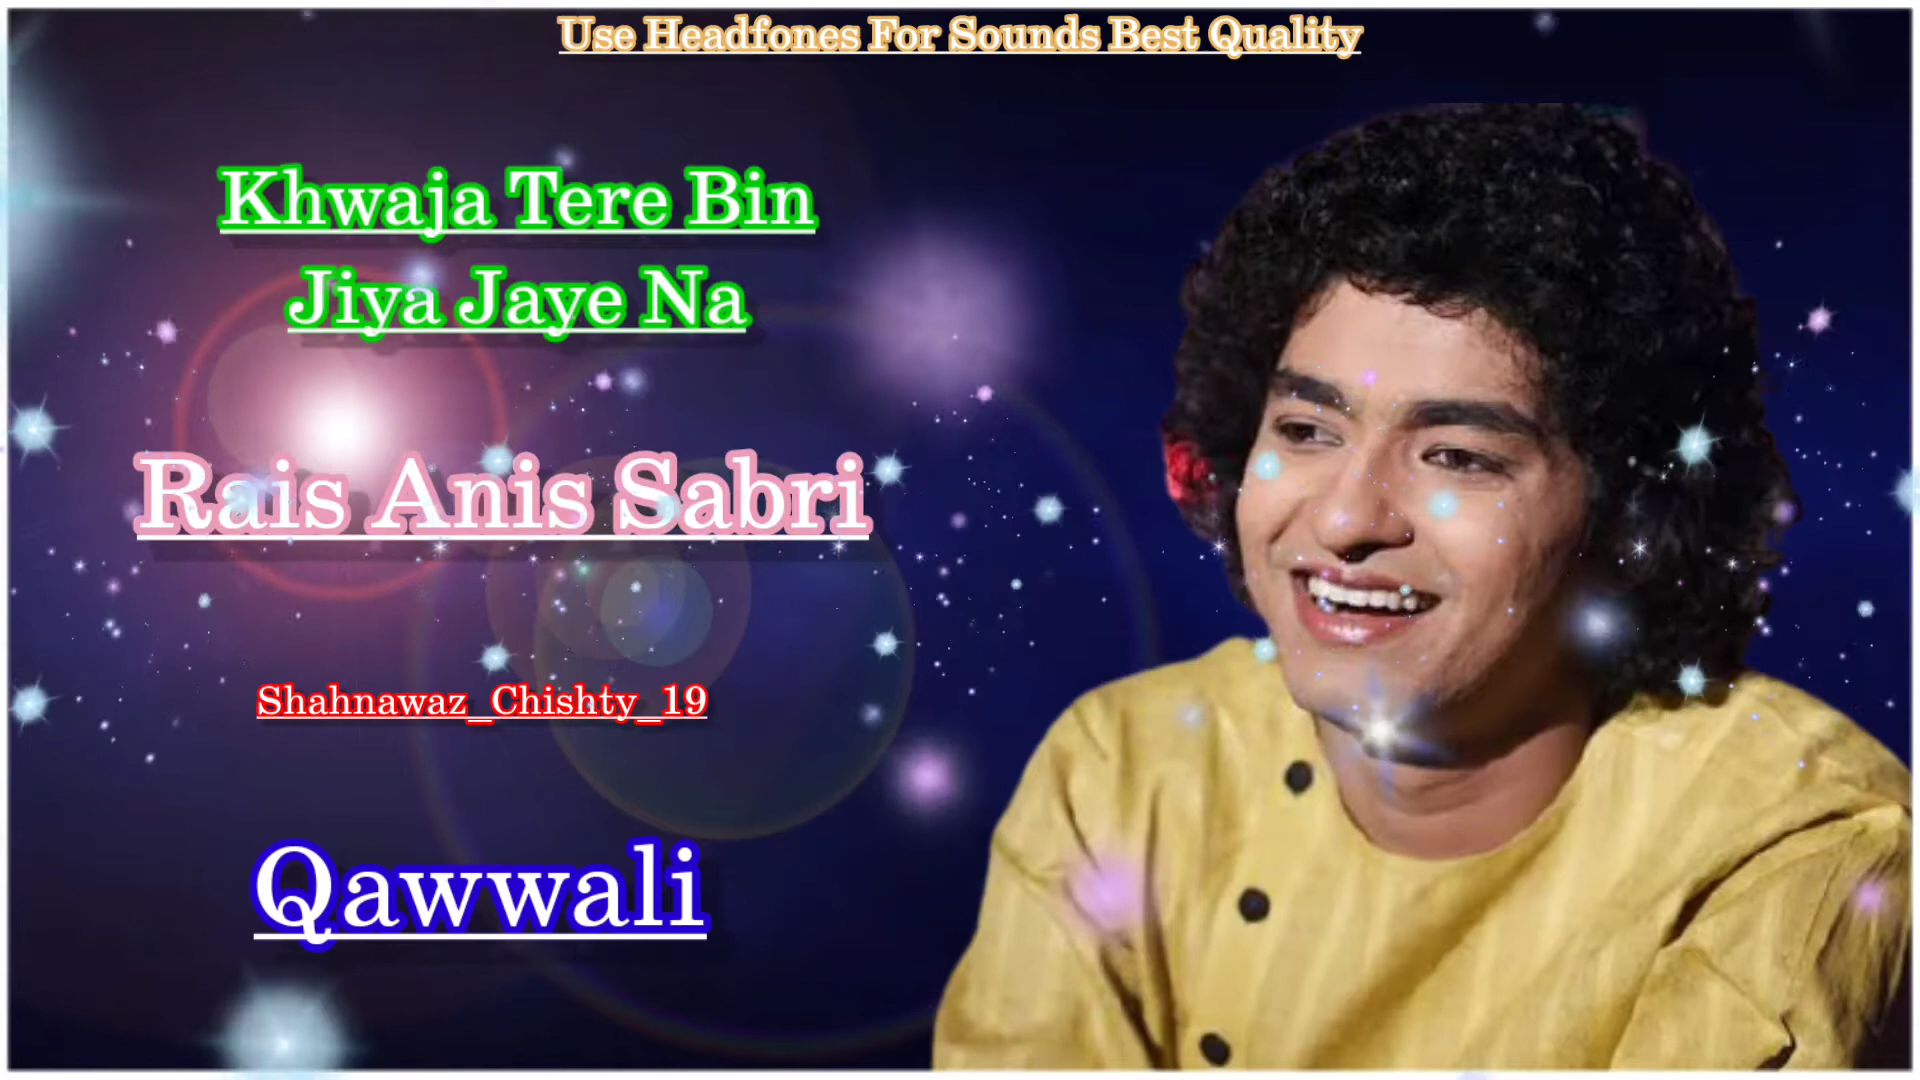 Use Headfones For Sounds Best Quality
Khwaja Tere Bin
Jiya Jaye Na
Rais Anis Sabri
Shahnawaz_Chishty_19
Qawwali